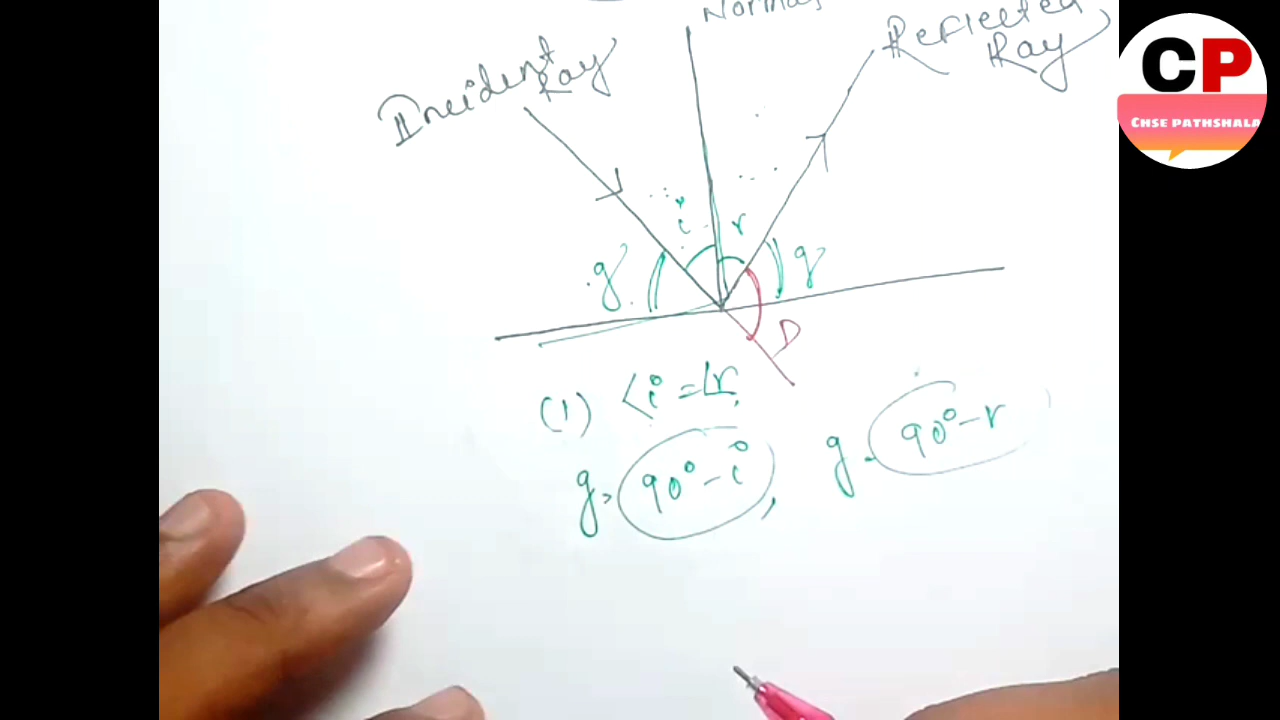 Normal
Incident
Ray
Reflected
Ray
CP
CHSE PATHSHALA
i r
g g
D
(1) ∠i = ∠r,
g = 90° - i, g = 90° - r